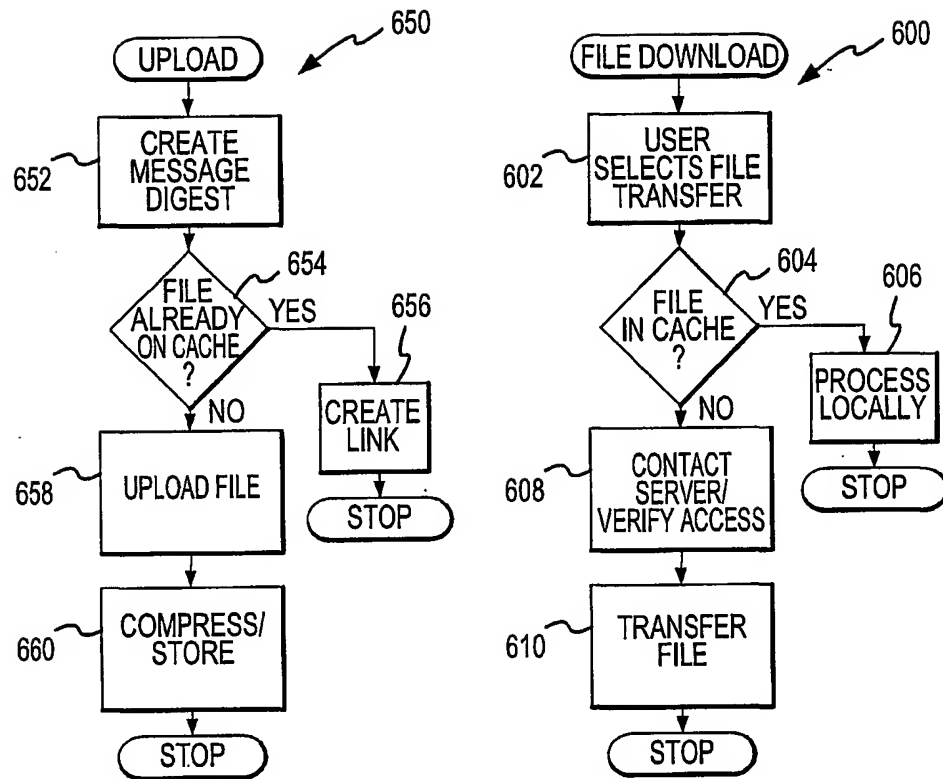 UPLOAD
650
652
CREATE
MESSAGE
DIGEST
654
FILE
ALREADY
ON CACHE
?
YES
656
CREATE
LINK
STOP
NO
658
UPLOAD FILE
660
COMPRESS/
STORE
STOP
FILE DOWNLOAD
600
602
USER
SELECTS FILE
TRANSFER
604
FILE
IN CACHE
?
YES
606
PROCESS
LOCALLY
STOP
NO
608
CONTACT
SERVER/
VERIFY ACCESS
610
TRANSFER
FILE
STOP